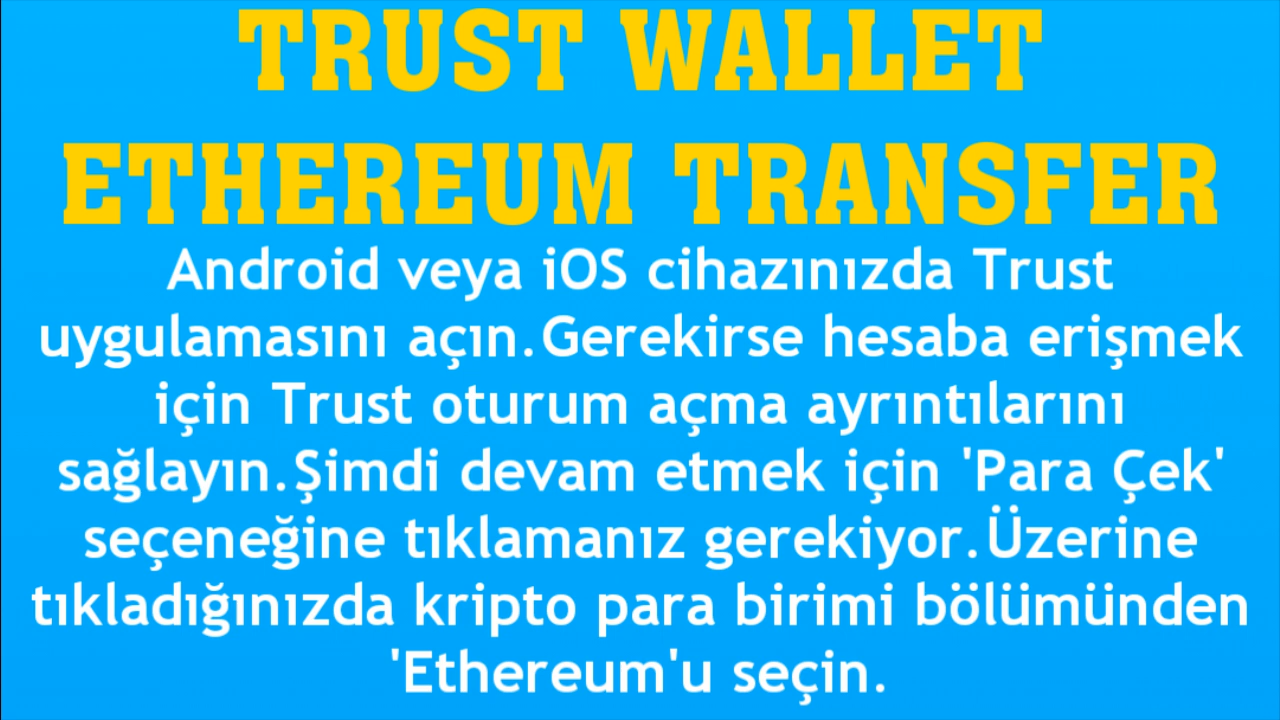 TRUST WALLET
ETHEREUM TRANSFER
Android veya iOS cihazınızda Trust
uygulamasını açın.Gerekirse hesaba erişmek
için Trust oturum açma ayrıntılarını
sağlayın.Şimdi devam etmek için 'Para Çek'
seçeneğine tıklamanız gerekiyor.Üzerine
tıkladığınızda kripto para birimi bölümünden
'Ethereum'u seçin.